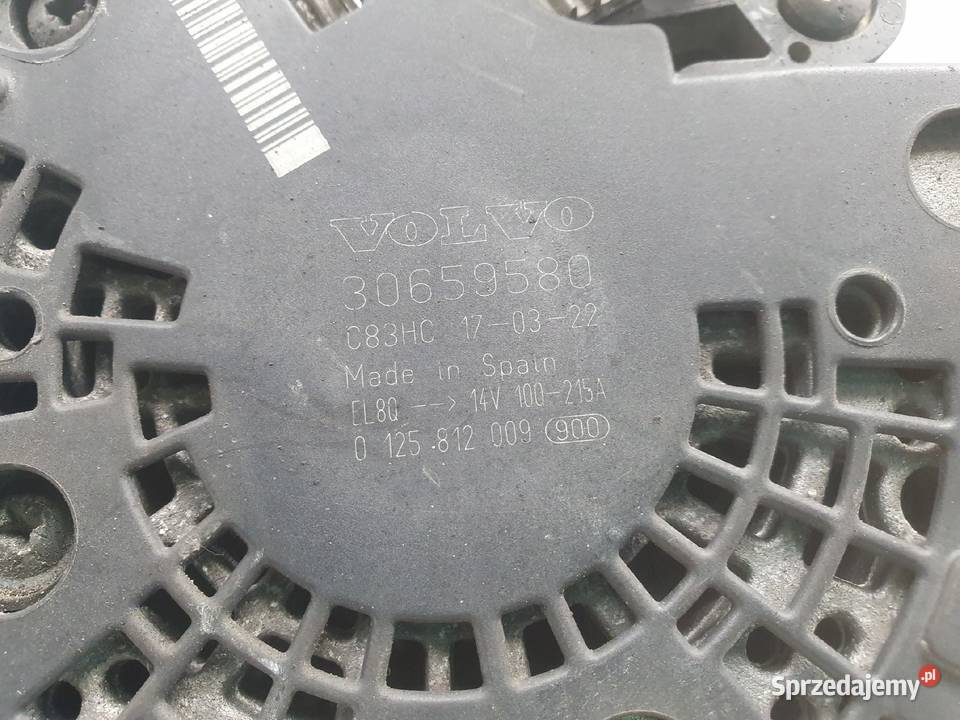 VOLVO
30659580
C83HC 17-03-22
Made in Spain
EL8Q --> 14V 100-215A
0 125 812 009 900
Sprzedajemy.pl